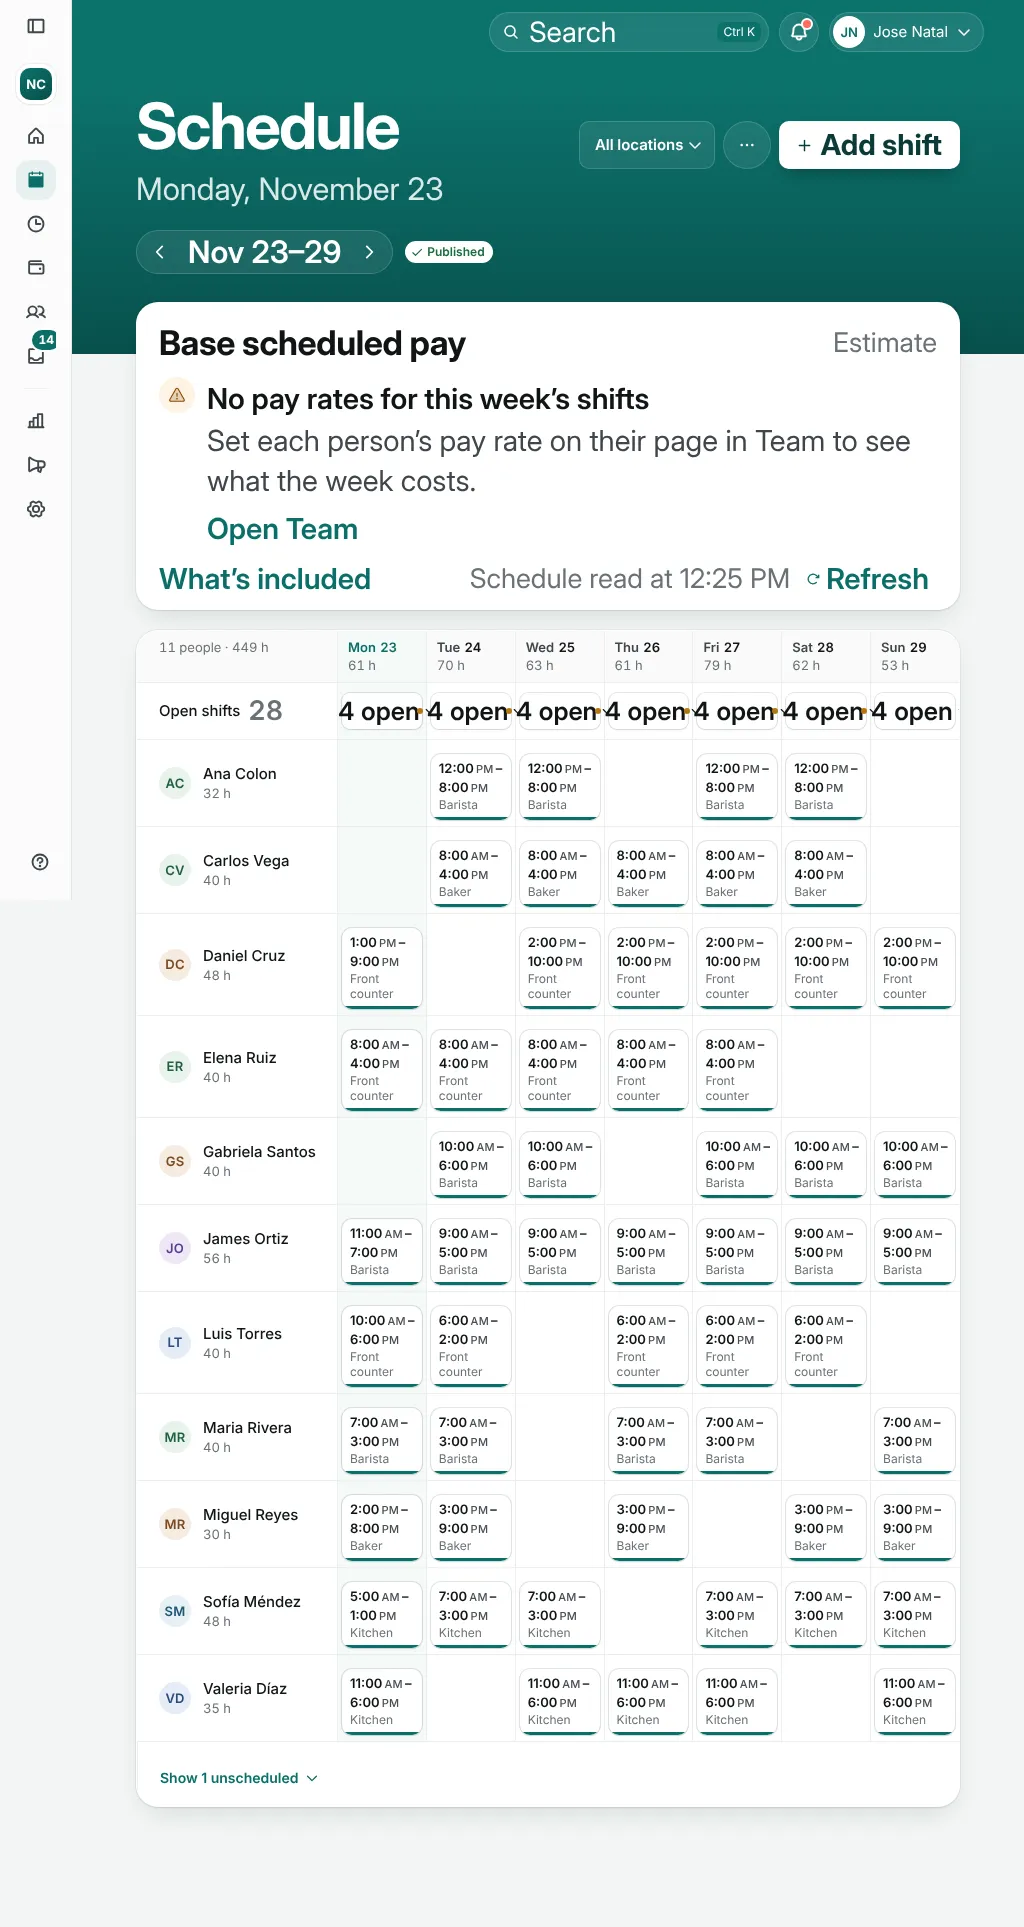 Search
Ctrl K
JN
Jose Natal
NC
Schedule
All locations
Add shift
Monday, November 23
Nov 23–29
Published
14
Base scheduled pay
Estimate
No pay rates for this week's shifts
Set each person's pay rate on their page in Team to see
what the week costs.
Open Team
What's included
Schedule read at 12:25 PM
Refresh
11 people · 449 h
Mon 23
61 h
Tue 24
70 h
Wed 25
63 h
Thu 26
61 h
Fri 27
79 h
Sat 28
62 h
Sun 29
53 h
Open shifts 28
4 open
4 open
4 open
4 open
4 open
4 open
4 open
AC
Ana Colon
32 h
12:00 PM –
8:00 PM
Barista
12:00 PM –
8:00 PM
Barista
12:00 PM –
8:00 PM
Barista
12:00 PM –
8:00 PM
Barista
CV
Carlos Vega
40 h
8:00 AM –
4:00 PM
Baker
8:00 AM –
4:00 PM
Baker
8:00 AM –
4:00 PM
Baker
8:00 AM –
4:00 PM
Baker
8:00 AM –
4:00 PM
Baker
DC
Daniel Cruz
48 h
1:00 PM –
9:00 PM
Front
counter
2:00 PM –
10:00 PM
Front
counter
2:00 PM –
10:00 PM
Front
counter
2:00 PM –
10:00 PM
Front
counter
2:00 PM –
10:00 PM
Front
counter
2:00 PM –
10:00 PM
Front
counter
ER
Elena Ruiz
40 h
8:00 AM –
4:00 PM
Front
counter
8:00 AM –
4:00 PM
Front
counter
8:00 AM –
4:00 PM
Front
counter
8:00 AM –
4:00 PM
Front
counter
8:00 AM –
4:00 PM
Front
counter
GS
Gabriela Santos
40 h
10:00 AM –
6:00 PM
Barista
10:00 AM –
6:00 PM
Barista
10:00 AM –
6:00 PM
Barista
10:00 AM –
6:00 PM
Barista
10:00 AM –
6:00 PM
Barista
JO
James Ortiz
56 h
11:00 AM –
7:00 PM
Barista
9:00 AM –
5:00 PM
Barista
9:00 AM –
5:00 PM
Barista
9:00 AM –
5:00 PM
Barista
9:00 AM –
5:00 PM
Barista
9:00 AM –
5:00 PM
Barista
9:00 AM –
5:00 PM
Barista
LT
Luis Torres
40 h
10:00 AM –
6:00 PM
Front
counter
6:00 AM –
2:00 PM
Front
counter
6:00 AM –
2:00 PM
Front
counter
6:00 AM –
2:00 PM
Front
counter
6:00 AM –
2:00 PM
Front
counter
MR
Maria Rivera
40 h
7:00 AM –
3:00 PM
Barista
7:00 AM –
3:00 PM
Barista
7:00 AM –
3:00 PM
Barista
7:00 AM –
3:00 PM
Barista
7:00 AM –
3:00 PM
Barista
MR
Miguel Reyes
30 h
2:00 PM –
8:00 PM
Baker
3:00 PM –
9:00 PM
Baker
3:00 PM –
9:00 PM
Baker
3:00 PM –
9:00 PM
Baker
3:00 PM –
9:00 PM
Baker
SM
Sofía Méndez
48 h
5:00 AM –
1:00 PM
Kitchen
7:00 AM –
3:00 PM
Kitchen
7:00 AM –
3:00 PM
Kitchen
7:00 AM –
3:00 PM
Kitchen
7:00 AM –
3:00 PM
Kitchen
7:00 AM –
3:00 PM
Kitchen
VD
Valeria Díaz
35 h
11:00 AM –
6:00 PM
Kitchen
11:00 AM –
6:00 PM
Kitchen
11:00 AM –
6:00 PM
Kitchen
11:00 AM –
6:00 PM
Kitchen
11:00 AM –
6:00 PM
Kitchen
Show 1 unscheduled